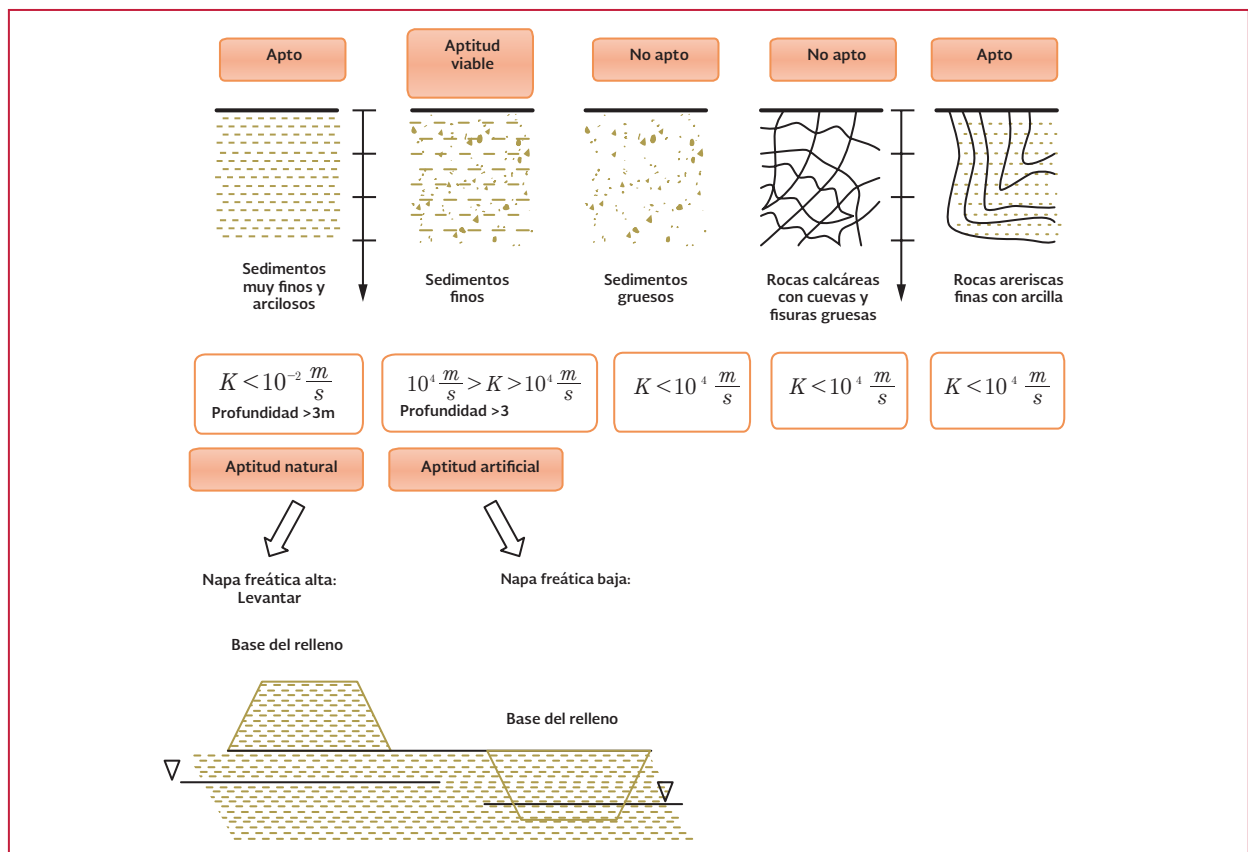 Apto
Aptitud
viable
No apto
No apto
Apto
Sedimentos
muy finos y
arcilosos
Sedimentos
finos
Sedimentos
gruesos
Rocas calcáreas
con cuevas y
fisuras gruesas
Rocas areriscas
finas con arcilla
K < 10⁻² m/s
Profundidad >3m
10⁴ m/s > K > 10⁴ m/s
Profundidad >3
K < 10⁴ m/s
K < 10⁴ m/s
K < 10⁴ m/s
Aptitud natural
Aptitud artificial
Napa freática alta:
Levantar
Napa freática baja:
Base del relleno
Base del relleno